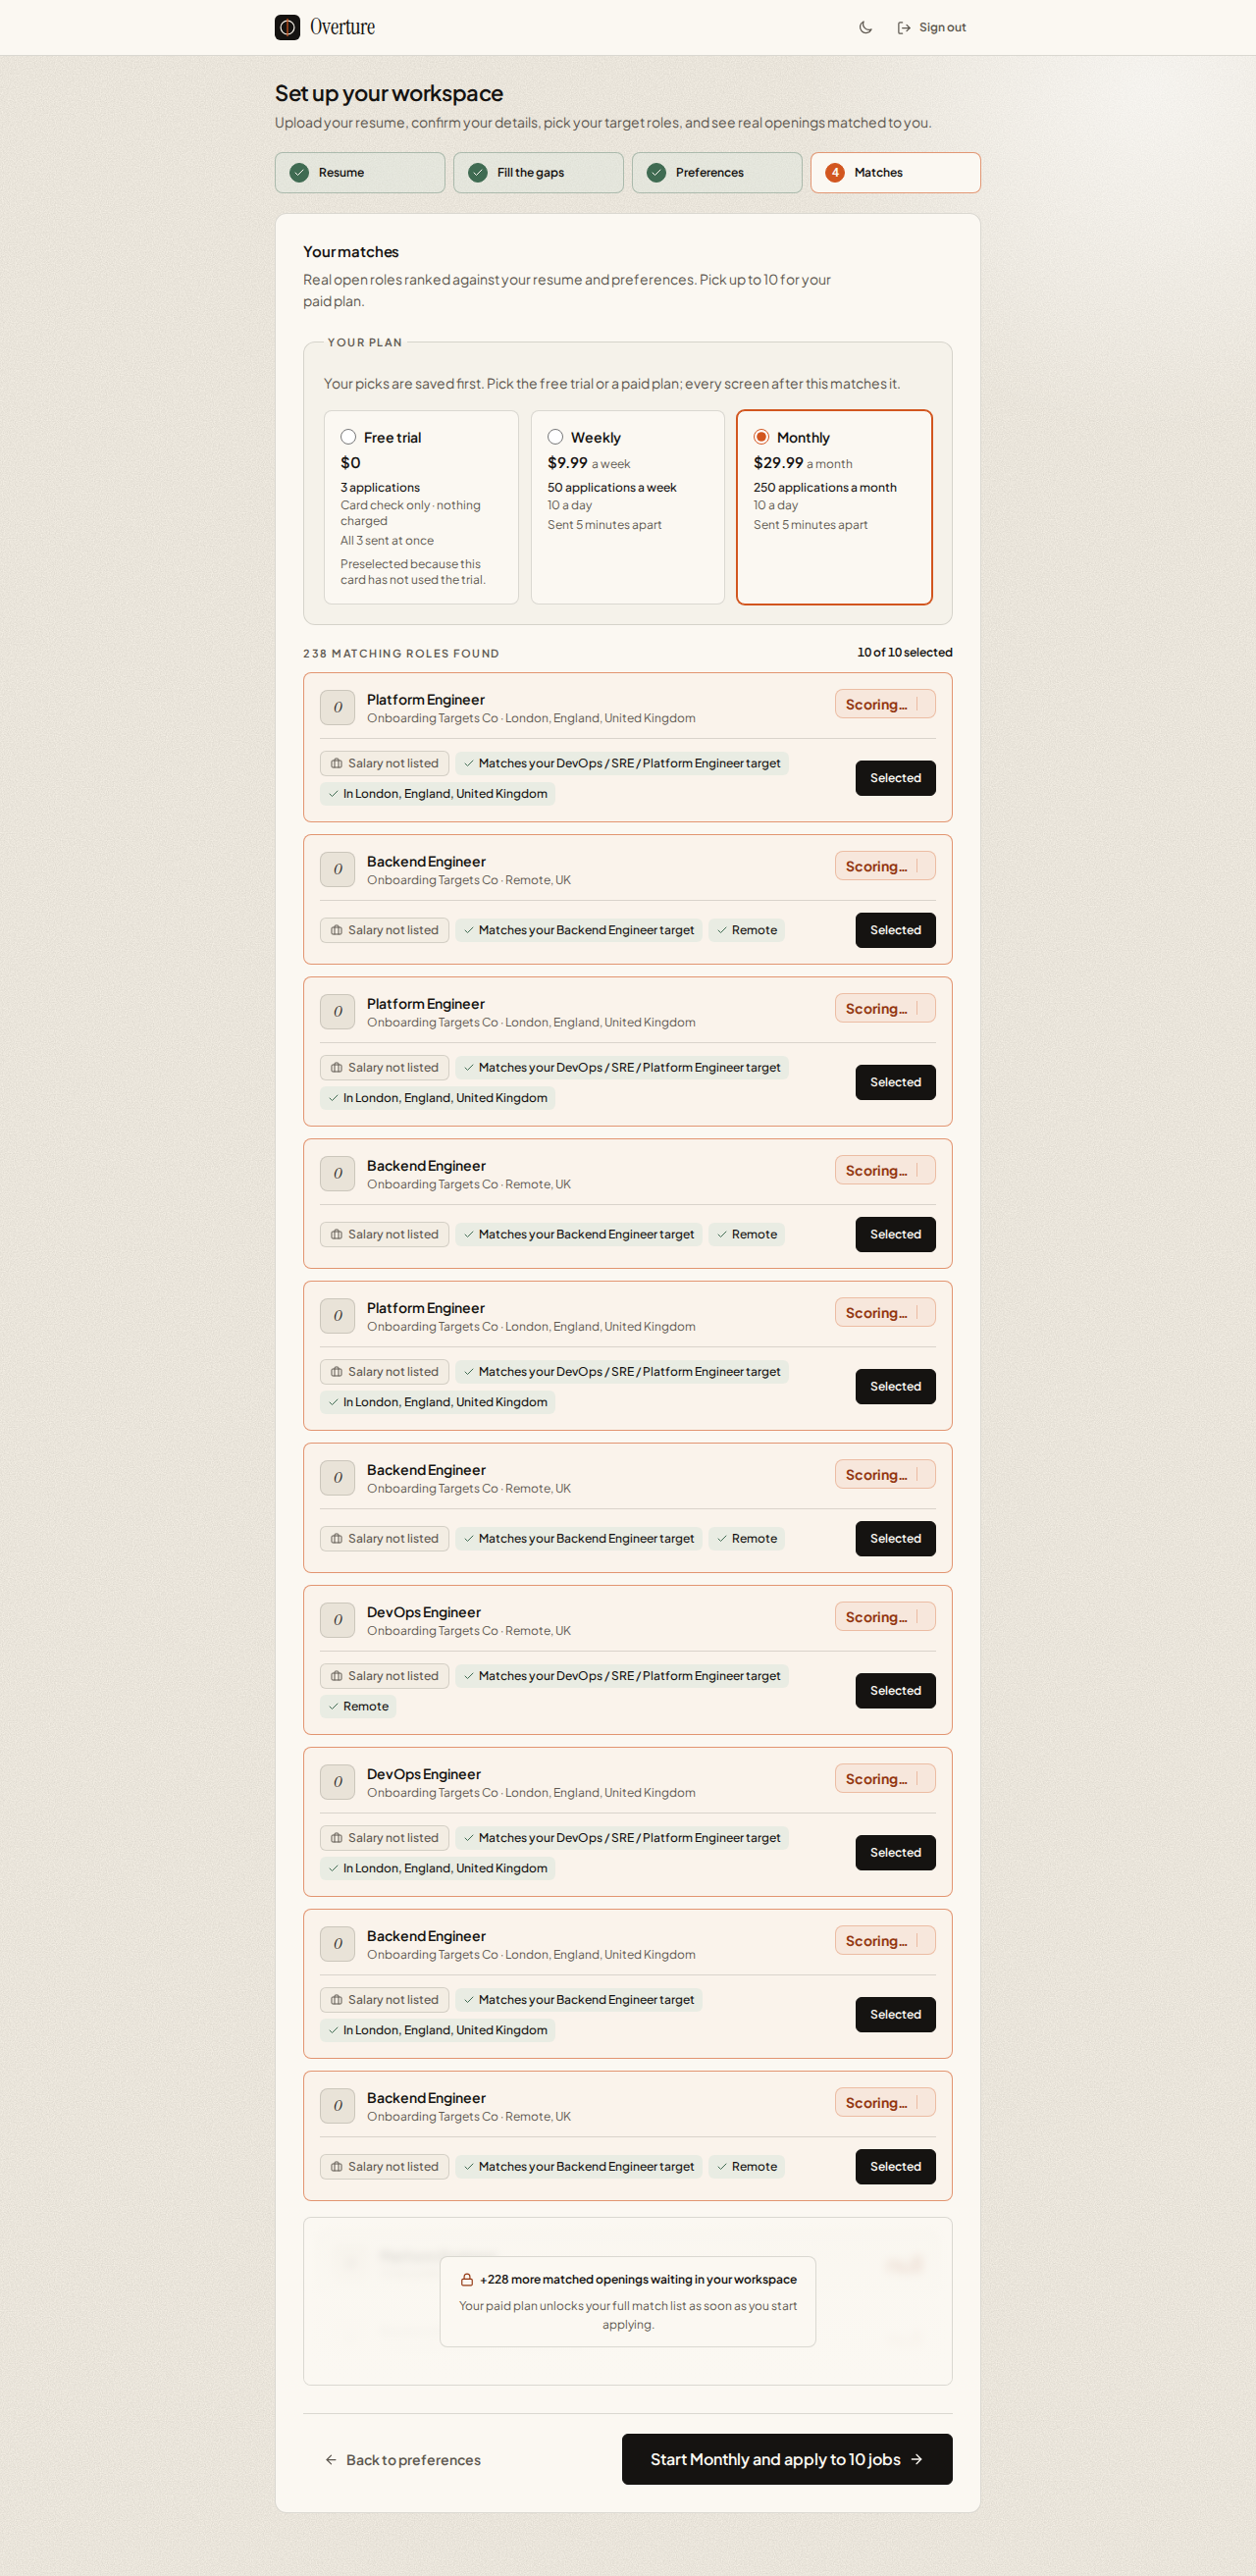 Overture
Sign out
Set up your workspace
Upload your resume, confirm your details, pick your target roles, and see real openings matched to you.
Resume
Fill the gaps
Preferences
4 Matches
Your matches
Real open roles ranked against your resume and preferences. Pick up to 10 for your
paid plan.
YOUR PLAN
Your picks are saved first. Pick the free trial or a paid plan; every screen after this matches it.
Free trial
$0
3 applications
Card check only · nothing
charged
All 3 sent at once
Preselected because this
card has not used the trial.
Weekly
$9.99 a week
50 applications a week
10 a day
Sent 5 minutes apart
Monthly
$29.99 a month
250 applications a month
10 a day
Sent 5 minutes apart
238 MATCHING ROLES FOUND
10 of 10 selected
O
Platform Engineer
Onboarding Targets Co · London, England, United Kingdom
Scoring...
Salary not listed
Matches your DevOps / SRE / Platform Engineer target
In London, England, United Kingdom
Selected
O
Backend Engineer
Onboarding Targets Co · Remote, UK
Scoring...
Salary not listed
Matches your Backend Engineer target
Remote
Selected
O
Platform Engineer
Onboarding Targets Co · London, England, United Kingdom
Scoring...
Salary not listed
Matches your DevOps / SRE / Platform Engineer target
In London, England, United Kingdom
Selected
O
Backend Engineer
Onboarding Targets Co · Remote, UK
Scoring...
Salary not listed
Matches your Backend Engineer target
Remote
Selected
O
Platform Engineer
Onboarding Targets Co · London, England, United Kingdom
Scoring...
Salary not listed
Matches your DevOps / SRE / Platform Engineer target
In London, England, United Kingdom
Selected
O
Backend Engineer
Onboarding Targets Co · Remote, UK
Scoring...
Salary not listed
Matches your Backend Engineer target
Remote
Selected
O
DevOps Engineer
Onboarding Targets Co · Remote, UK
Scoring...
Salary not listed
Matches your DevOps / SRE / Platform Engineer target
Remote
Selected
O
DevOps Engineer
Onboarding Targets Co · London, England, United Kingdom
Scoring...
Salary not listed
Matches your DevOps / SRE / Platform Engineer target
In London, England, United Kingdom
Selected
O
Backend Engineer
Onboarding Targets Co · London, England, United Kingdom
Scoring...
Salary not listed
Matches your Backend Engineer target
In London, England, United Kingdom
Selected
O
Backend Engineer
Onboarding Targets Co · Remote, UK
Scoring...
Salary not listed
Matches your Backend Engineer target
Remote
Selected
+228 more matched openings waiting in your workspace
Your paid plan unlocks your full match list as soon as you start
applying.
Back to preferences
Start Monthly and apply to 10 jobs